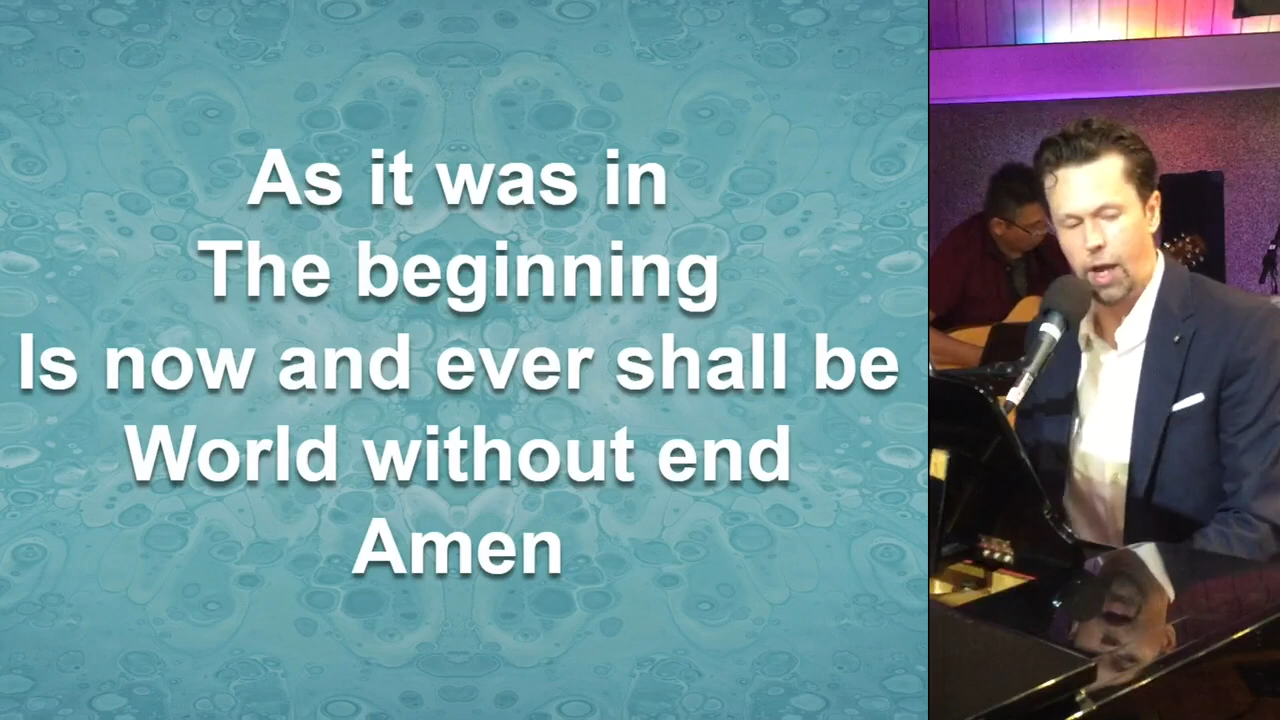 As it was in
The beginning
Is now and ever shall be
World without end
Amen